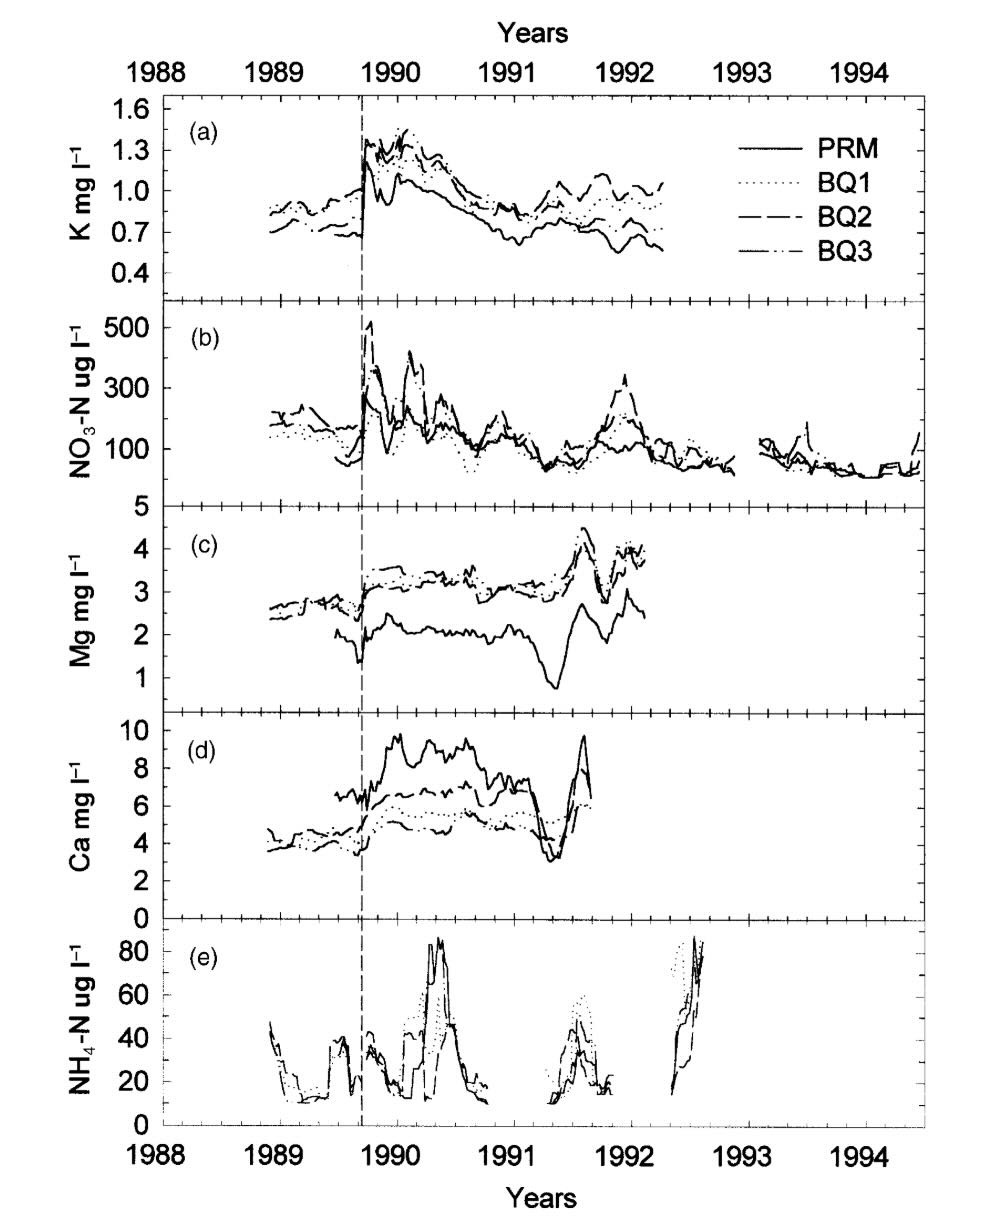 Years
1988 1989 1990 1991 1992 1993 1994
(a)
K mg l⁻¹
1.6
1.3
1.0
0.7
0.4
PRM
BQ1
BQ2
BQ3
(b)
NO₃-N ug l⁻¹
500
300
100
5
(c)
Mg mg l⁻¹
5
4
3
2
1
(d)
Ca mg l⁻¹
10
8
6
4
2
0
(e)
NH₄-N ug l⁻¹
80
60
40
20
0
1988 1989 1990 1991 1992 1993 1994
Years